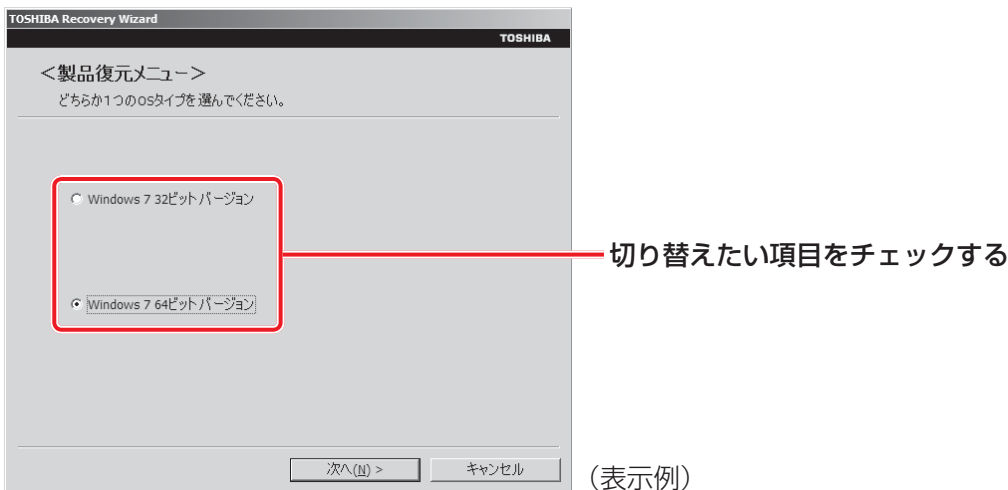 TOSHIBA Recovery Wizard
TOSHIBA
＜製品復元メニュー＞
どちらか1つのOSタイプを選んでください。
Windows 7 32ビットバージョン
切り替えたい項目をチェックする
Windows 7 64ビットバージョン
次へ(N) >
キャンセル
（表示例）